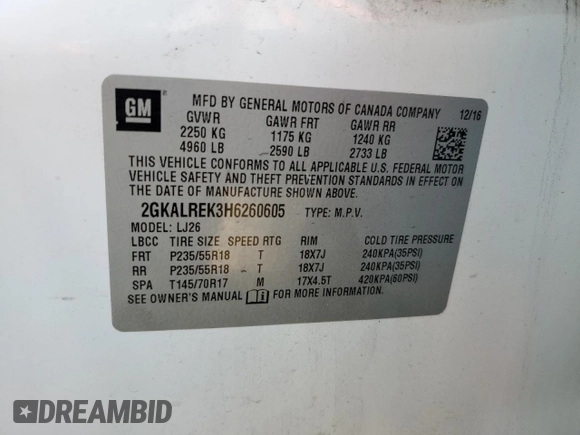 GM
MFD BY GENERAL MOTORS OF CANADA COMPANY 12/16
GVWR GAWR FRT GAWR RR
2250 KG 1175 KG 1240 KG
4960 LB 2590 LB 2733 LB
THIS VEHICLE CONFORMS TO ALL APPLICABLE U.S. FEDERAL MOTOR
VEHICLE SAFETY AND THEFT PREVENTION STANDARDS IN
EFFECT ON THE DATE OF MANUFACTURE SHOWN ABOVE.
2GKALREK3H6260605 TYPE: M.P.V.
MODEL: LJ26
LBCC TIRE SIZE SPEED RTG RIM COLD TIRE PRESSURE
FRT P235/55R18 T 18X7J 240KPA(35PSI)
RR P235/55R18 T 18X7J 240KPA(35PSI)
SPA T145/70R17 M 17X4.5T 420KPA(60PSI)
SEE OWNER'S MANUAL FOR MORE INFORMATION.
DREAMBID